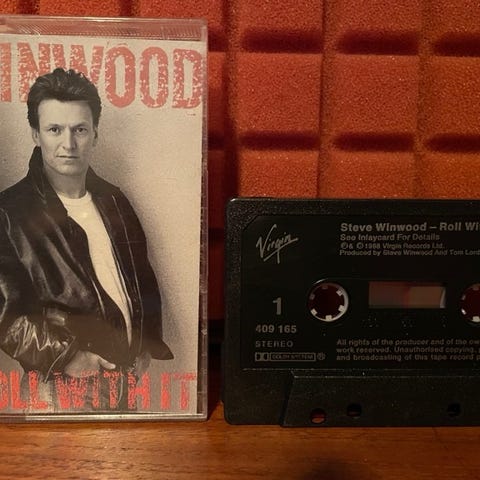 INWOOD
OLL WITH IT
Virgin
Steve Winwood – Roll Wi
See Inlaycard For Details
℗& © 1988 Virgin Records Ltd.
Produced by Steve Winwood And Tom Lord
1
409 165
STEREO
DOLBY SYSTEM
All rights of the producer and of the ow
work reserved. Unauthorised copying,
and broadcasting of this tape record p